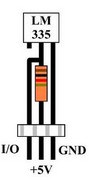 LM
335
I/O
GND
+5V